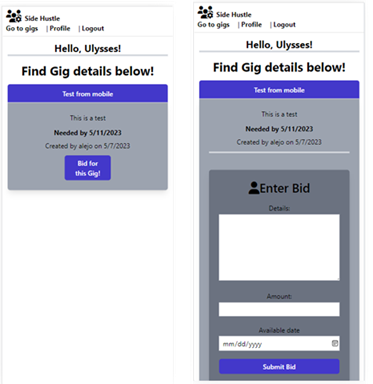 Side Hustle
Go to gigs | Profile | Logout
Hello, Ulysses!
Find Gig details below!
Test from mobile
This is a test
Needed by 5/11/2023
Created by alejo on 5/7/2023
Bid for
this Gig!
Side Hustle
Go to gigs | Profile | Logout
Hello, Ulysses!
Find Gig details below!
Test from mobile
This is a test
Needed by 5/11/2023
Created by alejo on 5/7/2023
Enter Bid
Details:
Amount:
Available date
mm/dd/yyyy
Submit Bid